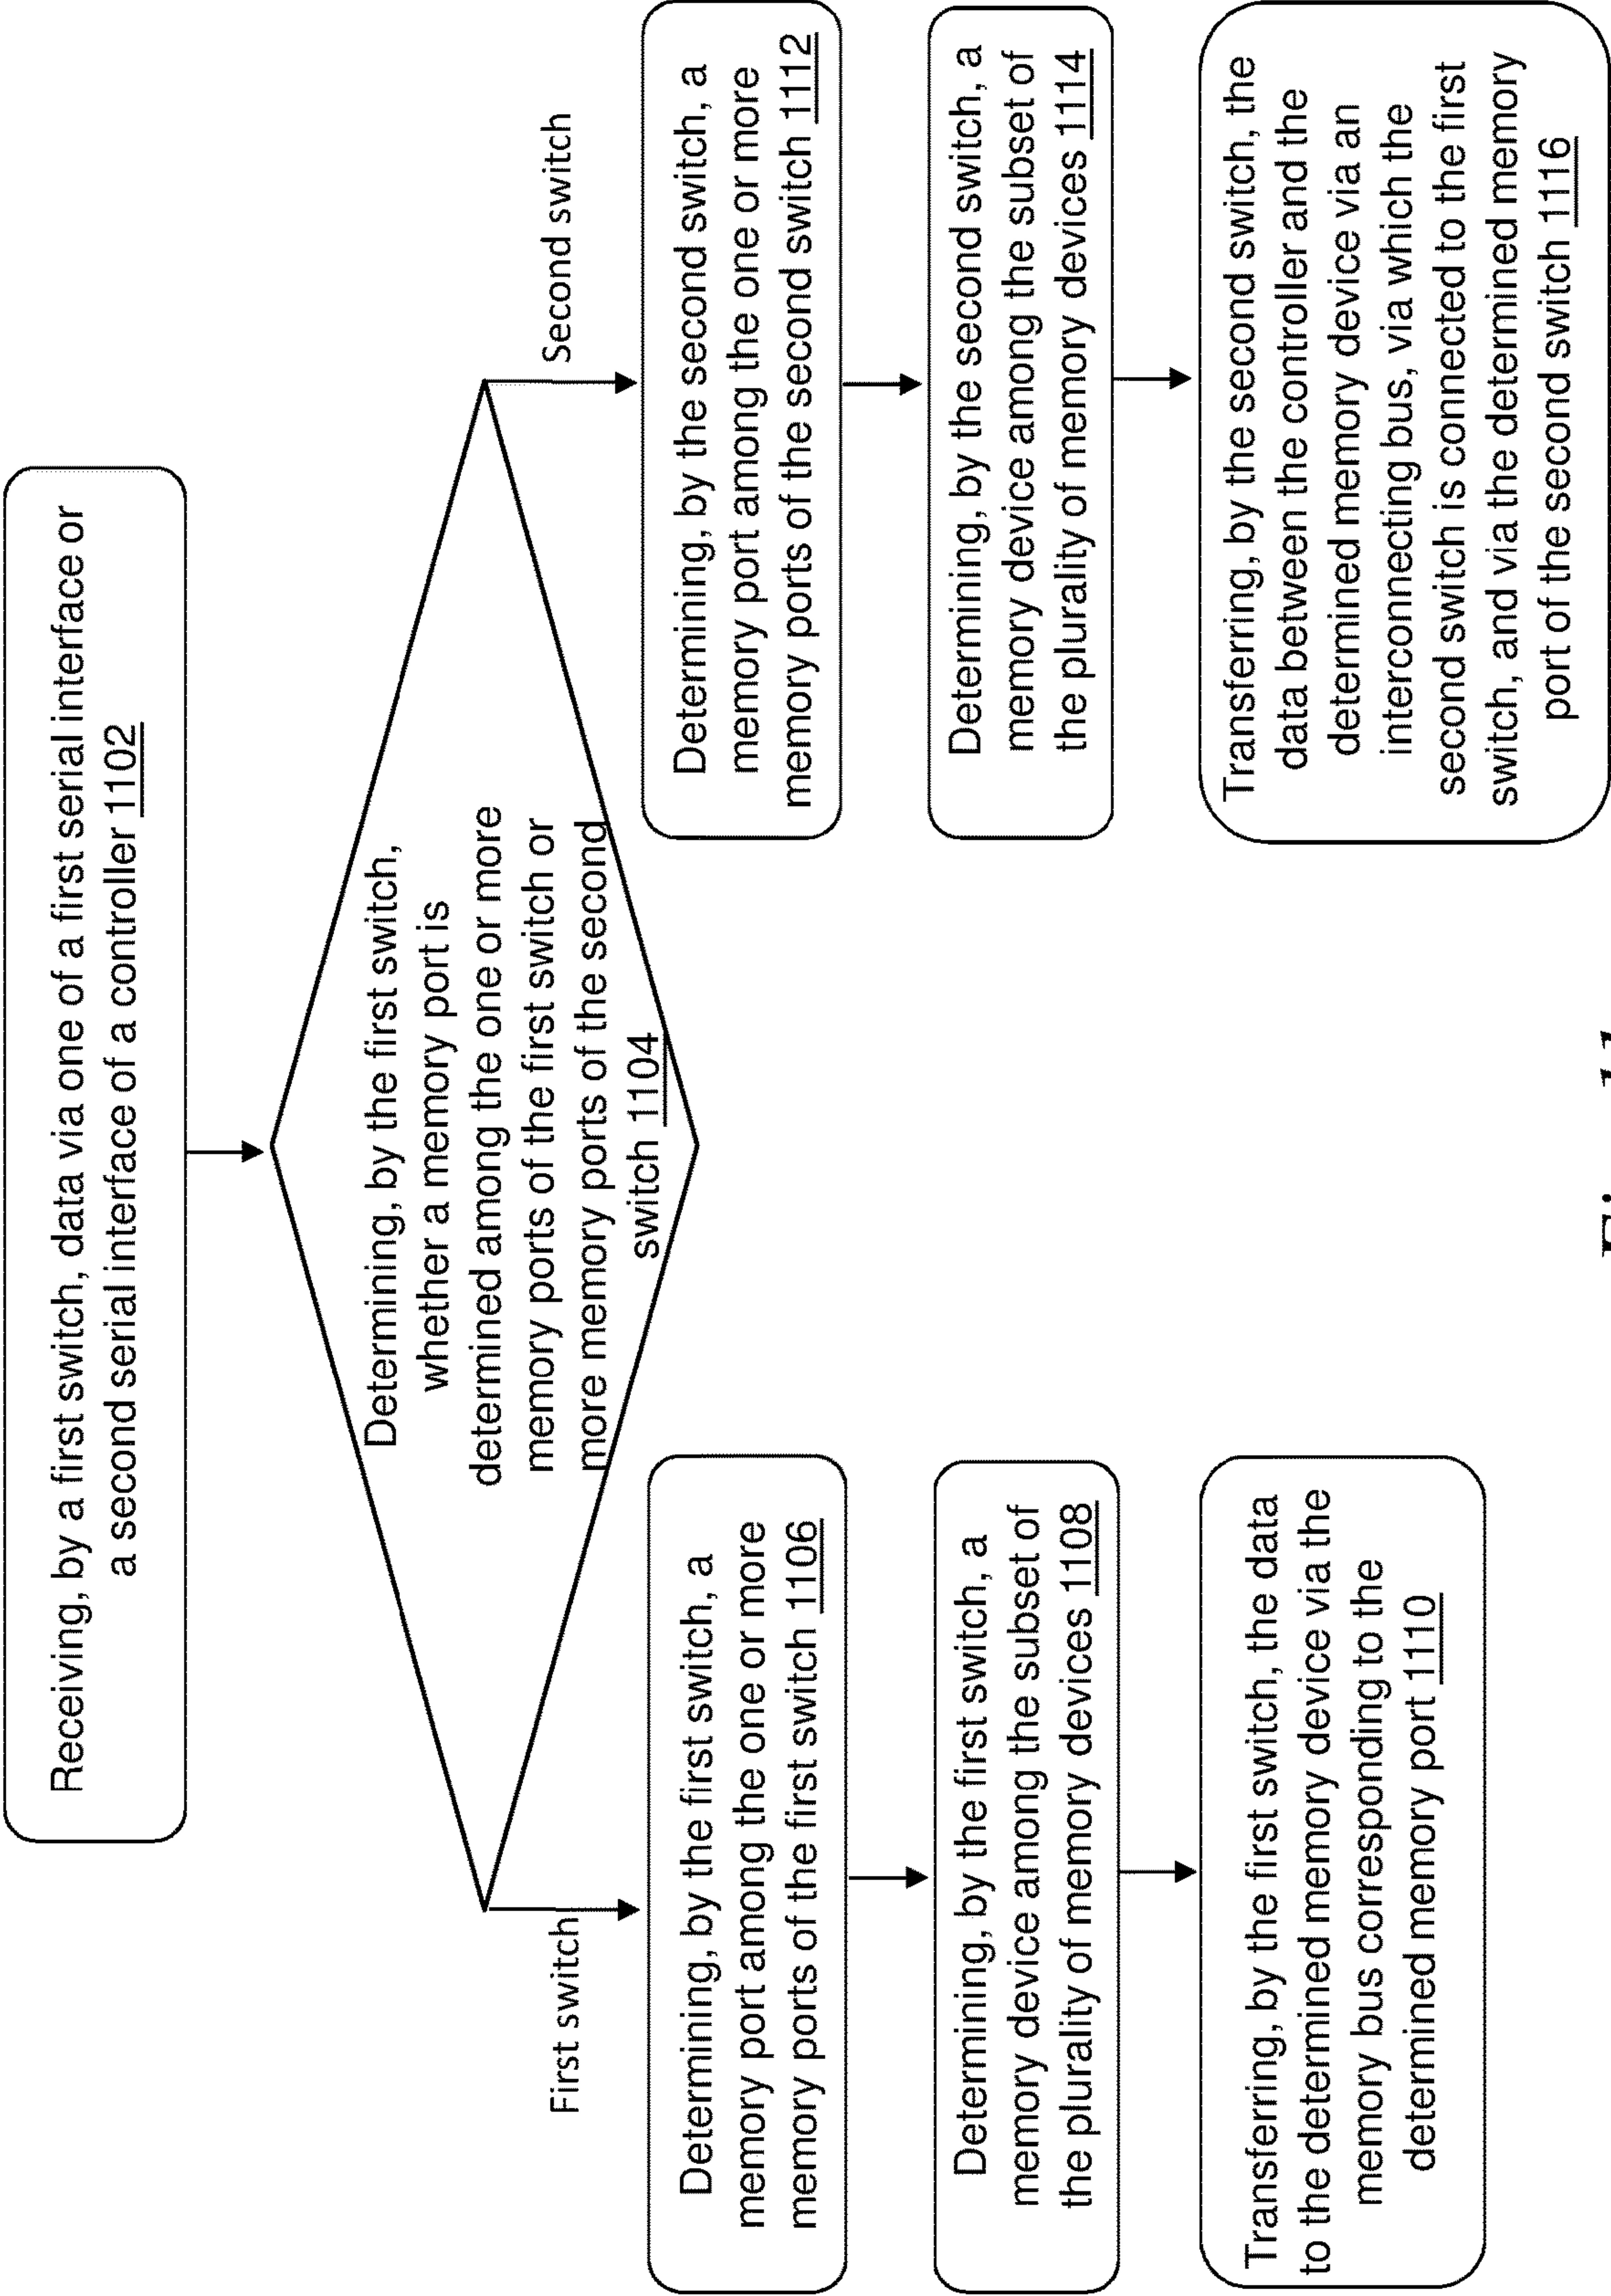 Receiving, by a first switch, data via one of a first serial interface or
a second serial interface of a controller 1102
Determining, by the first switch,
whether a memory port is
determined among the one or more
memory ports of the first switch or
more memory ports of the second
switch 1104
First switch
Determining, by the first switch, a
memory port among the one or more
memory ports of the first switch 1106
Determining, by the first switch, a
memory device among the subset of
the plurality of memory devices 1108
Transferring, by the first switch, the data
to the determined memory device via the
memory bus corresponding to the
determined memory port 1110
Second switch
Determining, by the second switch, a
memory port among the one or more
memory ports of the second switch 1112
Determining, by the second switch, a
memory device among the subset of
the plurality of memory devices 1114
Transferring, by the second switch, the
data between the controller and the
determined memory device via an
interconnecting bus, via which the
second switch is connected to the first
switch, and via the determined memory
port of the second switch 1116